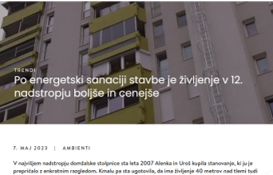 TRENDI
Po energetski sanaciji stavbe je življenje v 12.
nadstropju boljše in cenejše
7. MAJ 2023 | AMBIENTI
V najvišjem nadstropju domžalske stolpnice sta leta 2007 Alenka in Uroš kupila stanovanje, ki ju je
prepričalo z enkratnim razgledom. Kmalu pa sta ugotovila, da ima življenje 40 metrov nad tlemi tudi